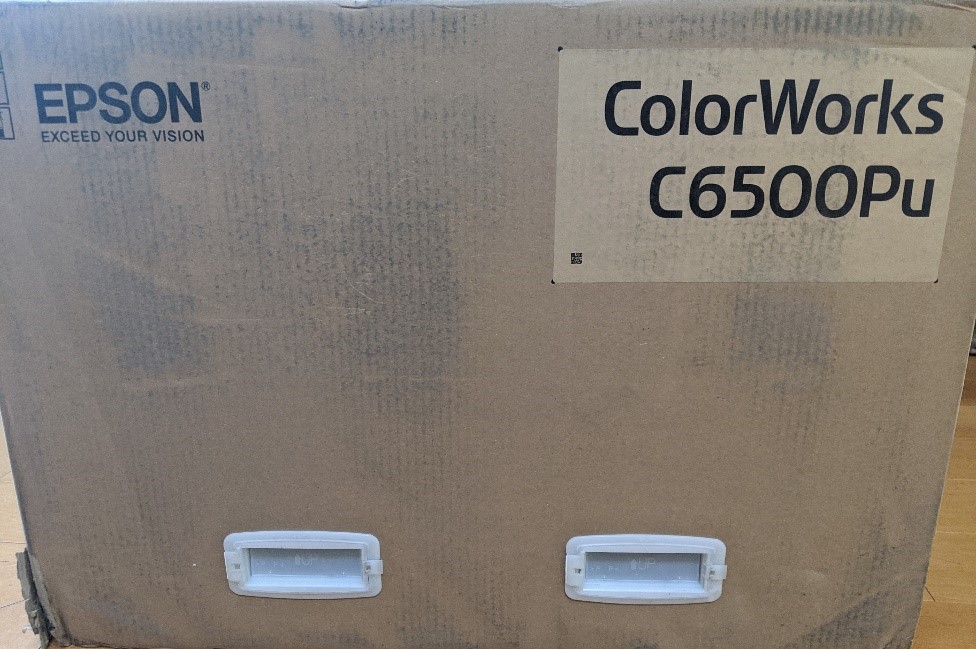 EPSON®
EXCEED YOUR VISION
ColorWorks
C6500Pu